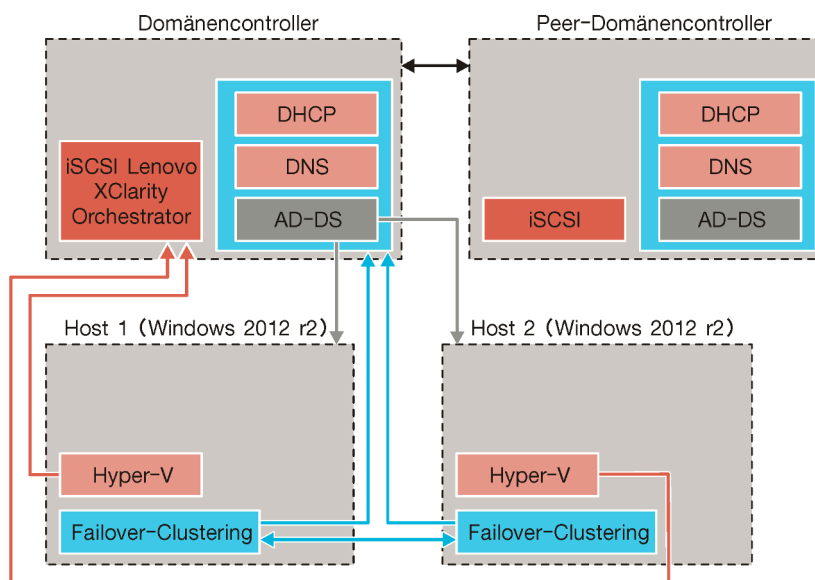 Domänencontroller
Peer-Domänencontroller
DHCP
DNS
AD-DS
iSCSI Lenovo
XClarity
Orchestrator
DHCP
DNS
AD-DS
iSCSI
Host 1 (Windows 2012 r2)
Host 2 (Windows 2012 r2)
Hyper-V
Failover-Clustering
Hyper-V
Failover-Clustering